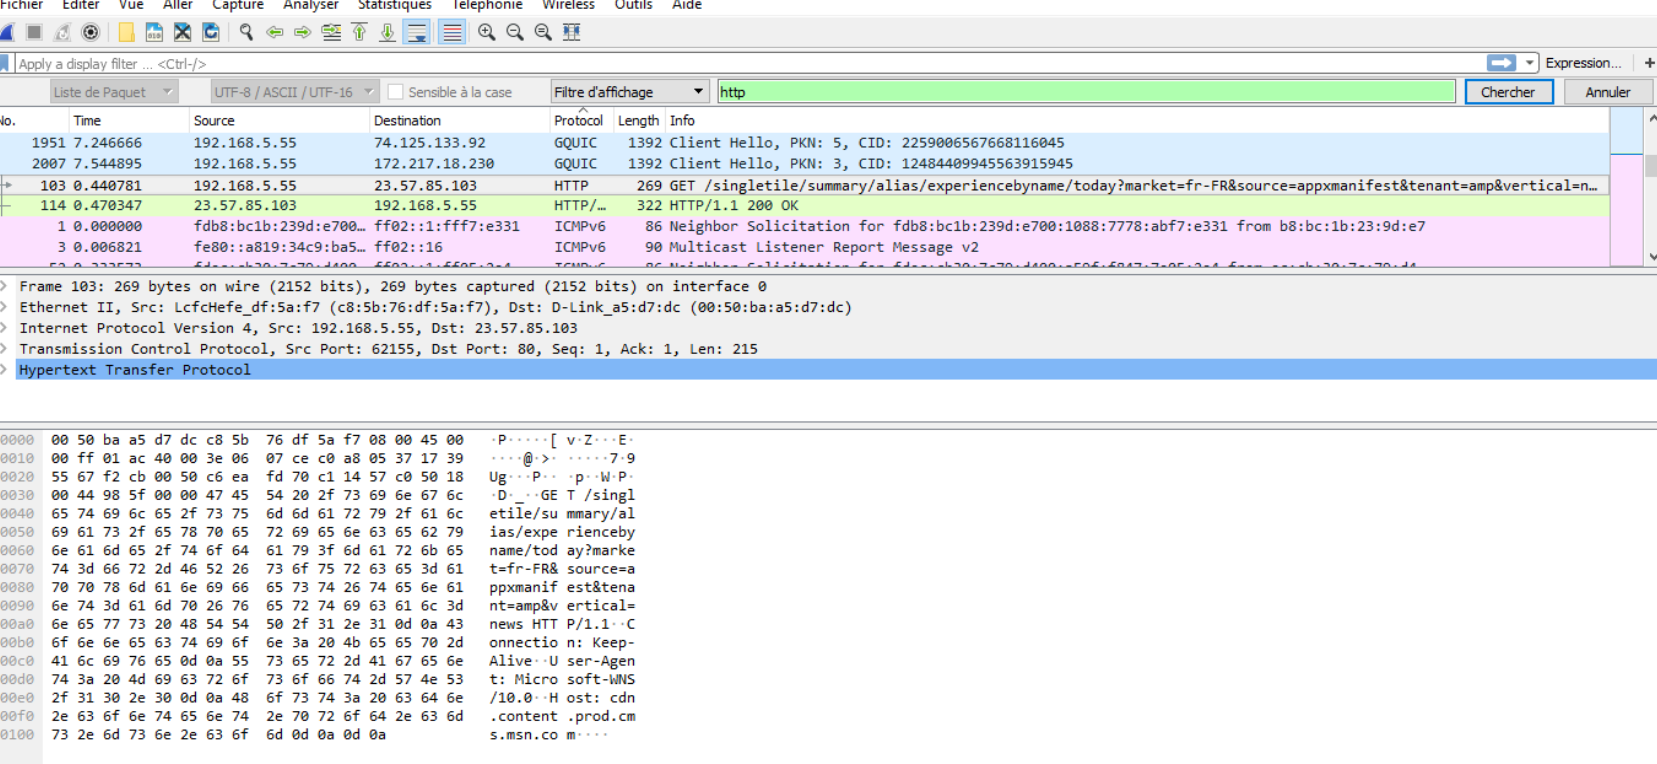 Fichier Editer Vue Aller Capture Analyser Statistiques Telephonie Wireless Outils Aide
Apply a display filter ... <Ctrl-/> Expression... +
Liste de Paquet UTF-8 / ASCII / UTF-16 Sensible à la case Filtre d'affichage http Chercher Annuler
No. Time Source Destination Protocol Length Info
1951 7.246666 192.168.5.55 74.125.133.92 GQUIC 1392 Client Hello, PKN: 5, CID: 2259006567668116045
2007 7.544895 192.168.5.55 172.217.18.230 GQUIC 1392 Client Hello, PKN: 3, CID: 12484409945563915945
103 0.440781 192.168.5.55 23.57.85.103 HTTP 269 GET /singletile/summary/alias/experiencebyname/today?market=fr-FR&source=appxmanifest&tenant=amp&vertical=n…
114 0.470347 23.57.85.103 192.168.5.55 HTTP/… 322 HTTP/1.1 200 OK
1 0.000000 fdb8:bc1b:239d:e700… ff02::1:fff7:e331 ICMPv6 86 Neighbor Solicitation for fdb8:bc1b:239d:e700:1088:7778:abf7:e331 from b8:bc:1b:23:9d:e7
3 0.006821 fe80::a819:34c9:ba5… ff02::16 ICMPv6 90 Multicast Listener Report Message v2
Frame 103: 269 bytes on wire (2152 bits), 269 bytes captured (2152 bits) on interface 0
Ethernet II, Src: LcfcHefe_df:5a:f7 (c8:5b:76:df:5a:f7), Dst: D-Link_a5:d7:dc (00:50:ba:a5:d7:dc)
Internet Protocol Version 4, Src: 192.168.5.55, Dst: 23.57.85.103
Transmission Control Protocol, Src Port: 62155, Dst Port: 80, Seq: 1, Ack: 1, Len: 215
Hypertext Transfer Protocol
0000 00 50 ba a5 d7 dc c8 5b 76 df 5a f7 08 00 45 00 ·P·····[ v·Z···E·
0010 00 ff 01 ac 40 00 3e 06 07 ce c0 a8 05 37 17 39 ····@·>· ·····7·9
0020 55 67 f2 cb 00 50 c6 ea fd 70 c1 14 57 c0 50 18 Ug···P·· ·p··W·P·
0030 00 44 98 5f 00 00 47 45 54 20 2f 73 69 6e 67 6c ·D·_··GE T /singl
0040 65 74 69 6c 65 2f 73 75 6d 6d 61 72 79 2f 61 6c etile/su mmary/al
0050 69 61 73 2f 65 78 70 65 72 69 65 6e 63 65 62 79 ias/expe rienceby
0060 6e 61 6d 65 2f 74 6f 64 61 79 3f 6d 61 72 6b 65 name/tod ay?marke
0070 74 3d 66 72 2d 46 52 26 73 6f 75 72 63 65 3d 61 t=fr-FR& source=a
0080 70 70 78 6d 61 6e 69 66 65 73 74 26 74 65 6e 61 ppxmanif est&tena
0090 6e 74 3d 61 6d 70 26 76 65 72 74 69 63 61 6c 3d nt=amp&v ertical=
00a0 6e 65 77 73 20 48 54 54 50 2f 31 2e 31 0d 0a 43 news HTT P/1.1··C
00b0 6f 6e 6e 65 63 74 69 6f 6e 3a 20 4b 65 65 70 2d onnectio n: Keep-
00c0 41 6c 69 76 65 0d 0a 55 73 65 72 2d 41 67 65 6e Alive··U ser-Agen
00d0 74 3a 20 4d 69 63 72 6f 73 6f 66 74 2d 57 4e 53 t: Micro soft-WNS
00e0 2f 31 30 2e 30 0d 0a 48 6f 73 74 3a 20 63 64 6e /10.0··H ost: cdn
00f0 2e 63 6f 6e 74 65 6e 74 2e 70 72 6f 64 2e 63 6d .content .prod.cm
0100 73 2e 6d 73 6e 2e 63 6f 6d 0d 0a 0d 0a s.msn.co m····